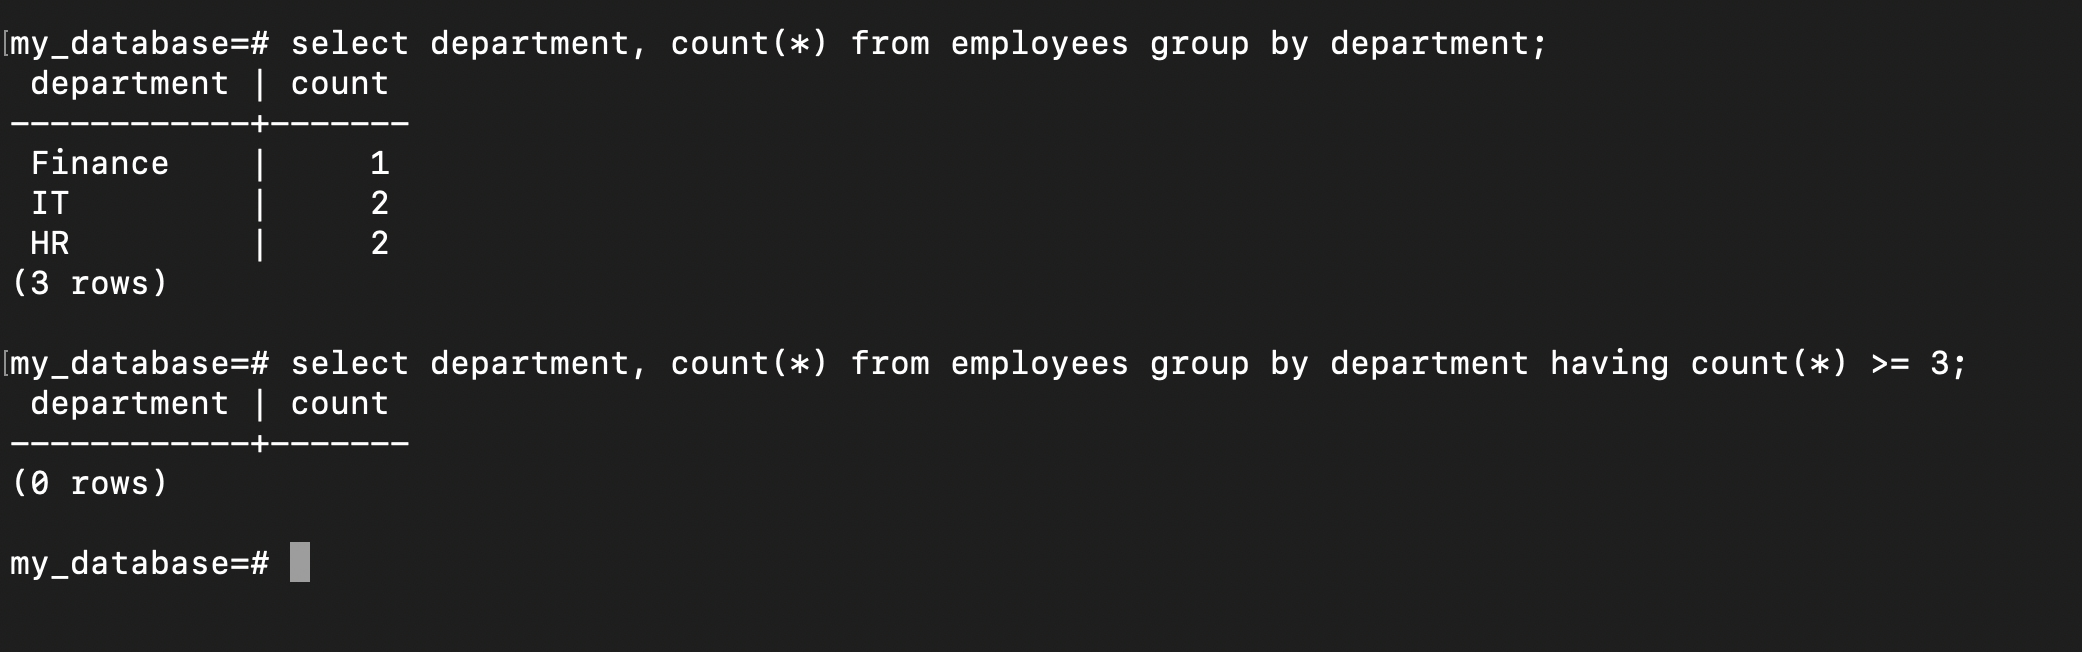 [my_database=# select department, count(*) from employees group by department;
 department | count
------------+-------
 Finance    |     1
 IT         |     2
 HR         |     2
(3 rows)

[my_database=# select department, count(*) from employees group by department having count(*) >= 3;
 department | count
------------+-------
(0 rows)

my_database=#